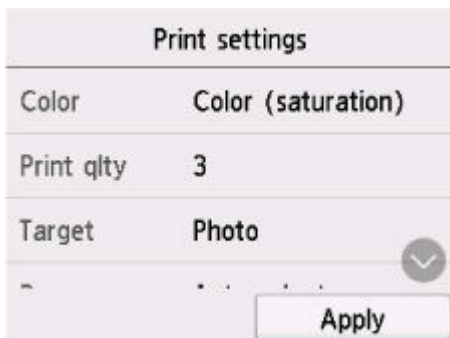 Print settings
Color Color (saturation)
Print qlty 3
Target Photo
Apply